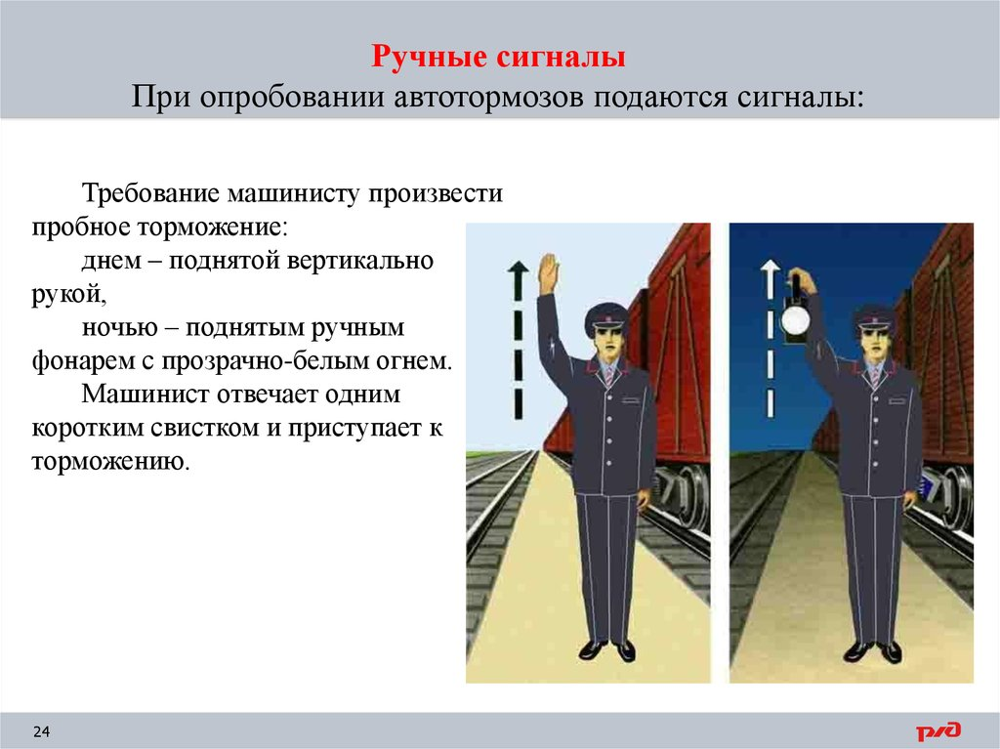 Ручные сигналы
При опробовании автотормозов подаются сигналы:
Требование машинисту произвести
пробное торможение:
днем – поднятой вертикально
рукой,
ночью – поднятым ручным
фонарем с прозрачно-белым огнем.
Машинист отвечает одним
коротким свистком и приступает к
торможению.
24
ржд